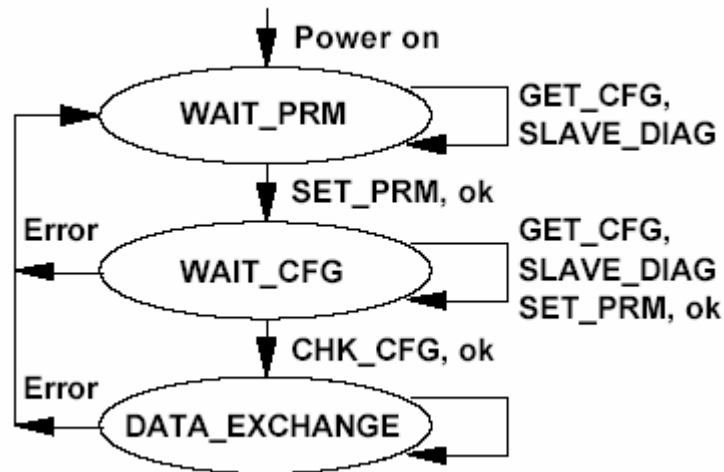 Power on
WAIT_PRM
GET_CFG,
SLAVE_DIAG
SET_PRM, ok
Error
WAIT_CFG
GET_CFG,
SLAVE_DIAG
SET_PRM, ok
CHK_CFG, ok
Error
DATA_EXCHANGE